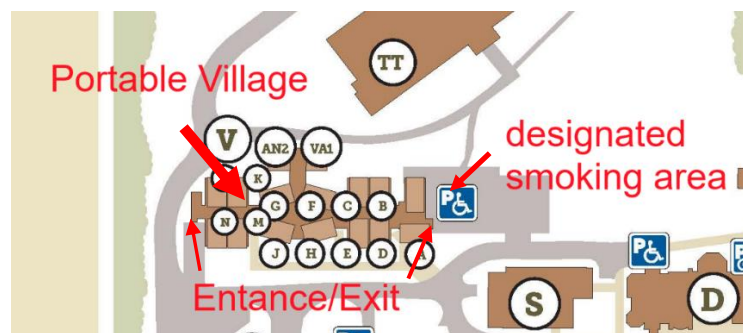 TT
Portable Village
V
AN2
VA1
designated
smoking area
K
P
G
F
C
B
N
M
J
H
E
D
A
P
P
Entance/Exit
S
D
P